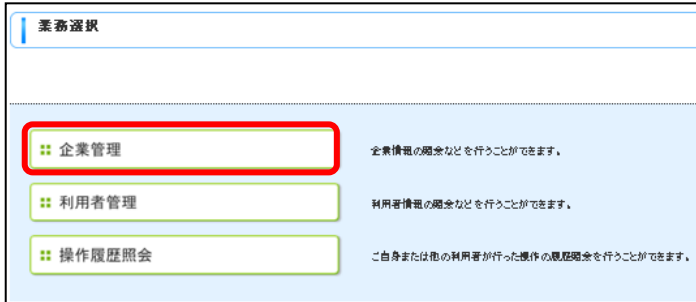 業務選択
企業管理
企業情報の照会などを行うことができます。
利用者管理
利用者情報の照会などを行うことができます。
操作履歴照会
ご自身または他の利用者が行った操作の履歴照会を行うことができます。